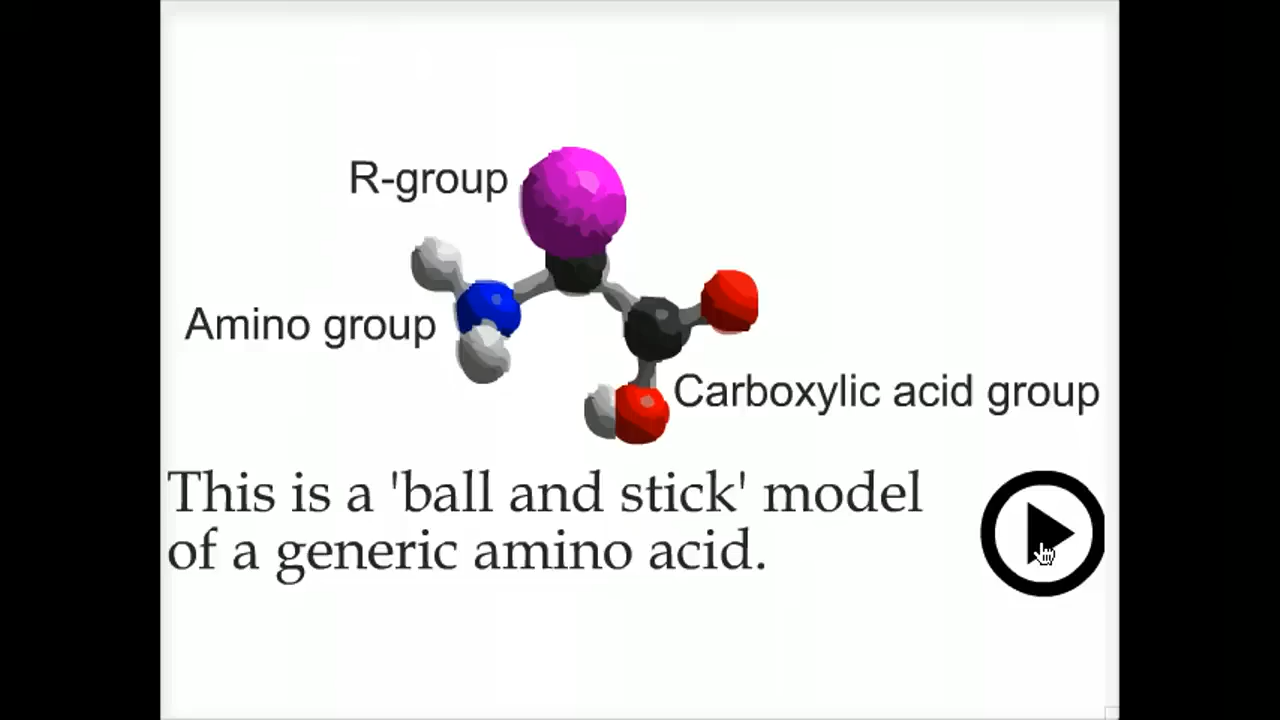 R-group
Amino group
Carboxylic acid group
This is a 'ball and stick' model
of a generic amino acid.